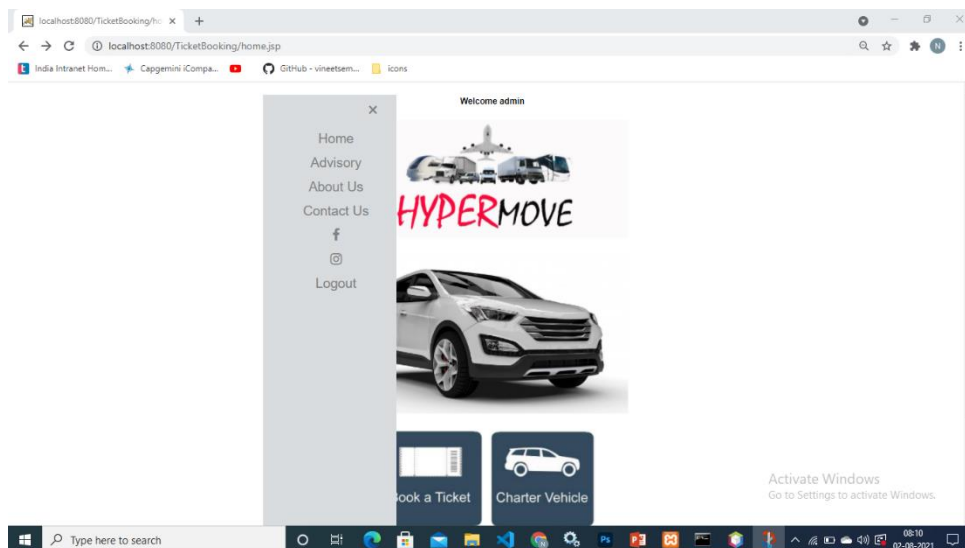 localhost:8080/TicketBooking/ho
localhost:8080/TicketBooking/home.jsp
N
India Intranet Hom...
Capgemini iCompa...
GitHub - vineetsem...
icons
Welcome admin
Home
Advisory
About Us
Contact Us
Logout
HYPERMOVE
ook a Ticket
Charter Vehicle
Activate Windows
Go to Settings to activate Windows.
Type here to search
Ps
08:10
02-08-2021